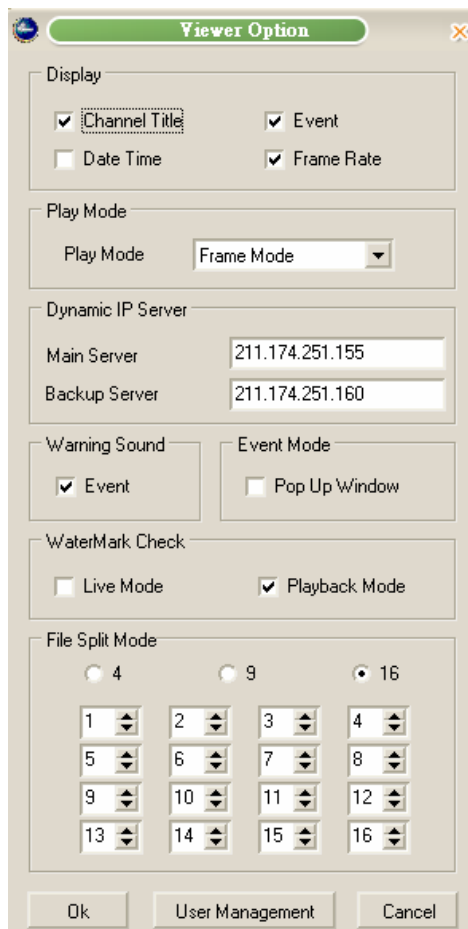 Viewer Option
Display
Channel Title
Event
Date Time
Frame Rate
Play Mode
Play Mode
Frame Mode
Dynamic IP Server
Main Server
211.174.251.155
Backup Server
211.174.251.160
Warning Sound
Event Mode
Event
Pop Up Window
WaterMark Check
Live Mode
Playback Mode
File Split Mode
4 9 16
1 2 3 4
5 6 7 8
9 10 11 12
13 14 15 16
Ok
User Management
Cancel